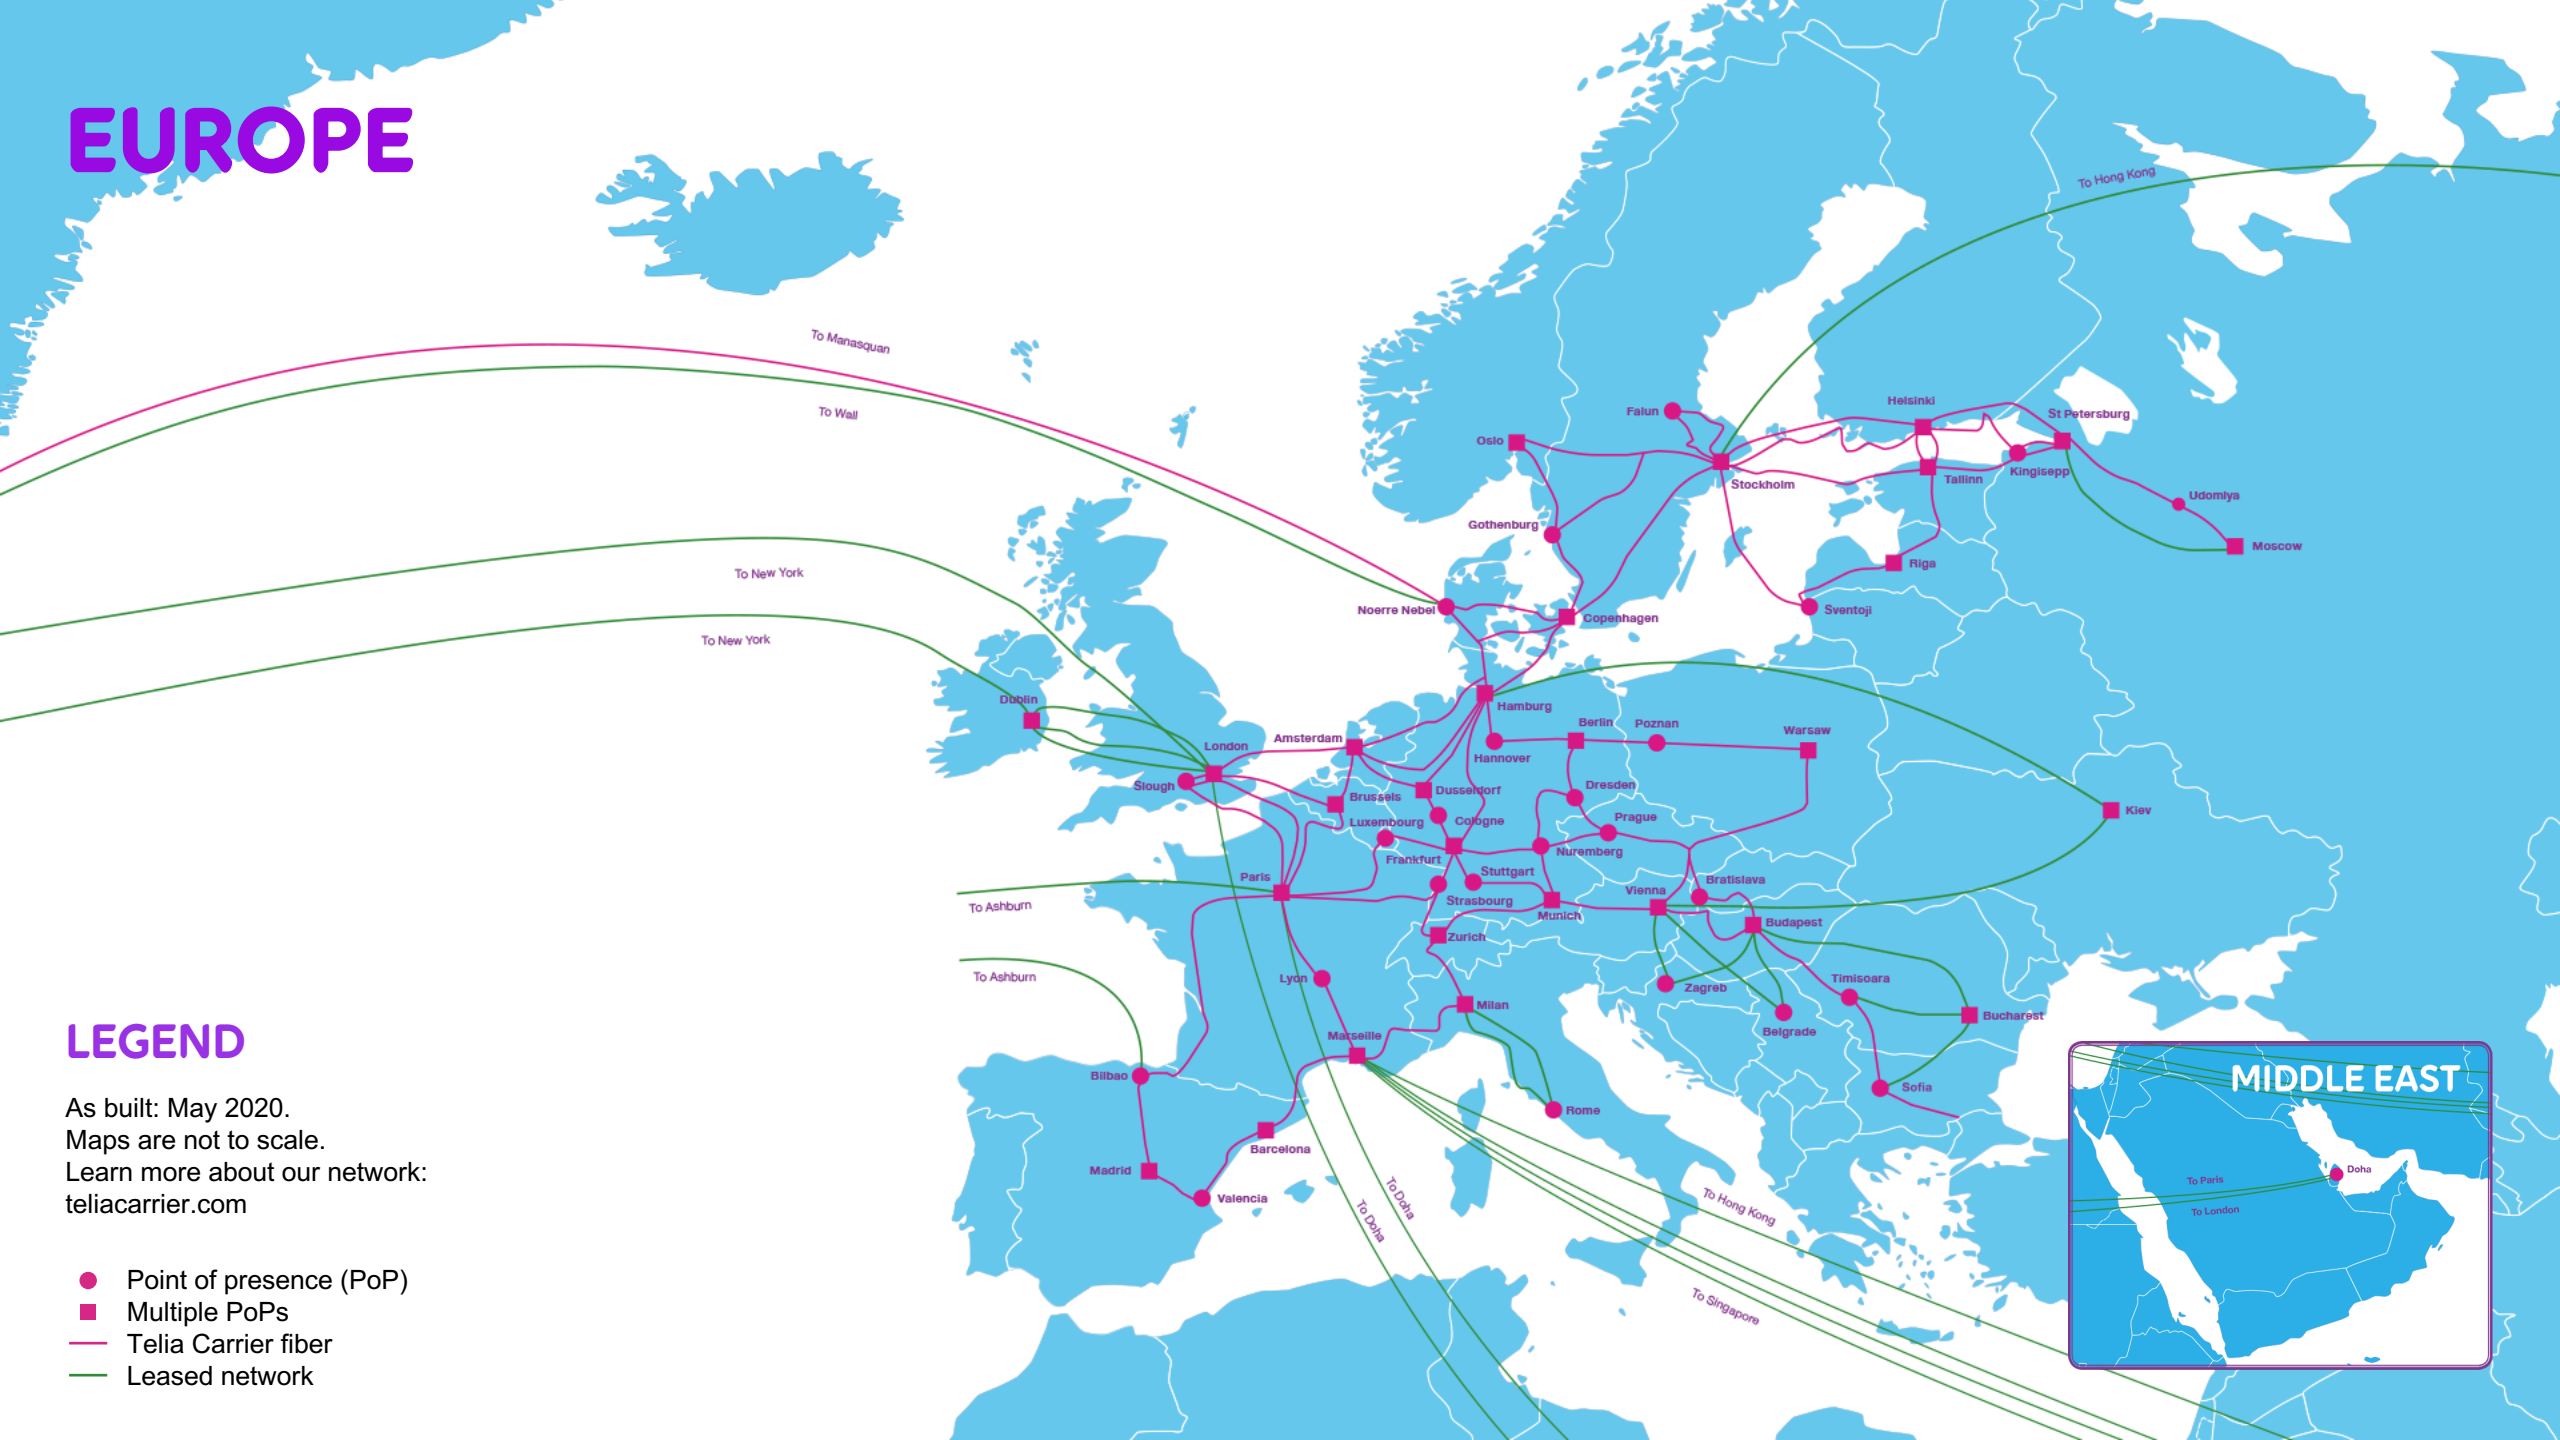 EUROPE
To Hong Kong
To Manasquan
To Wall
Helsinki
Falun
St Petersburg
Oslo
Kingisepp
Stockholm
Tallinn
Udomlya
Gothenburg
Moscow
Riga
To New York
Noerre Nebel
Sventoji
Copenhagen
To New York
Dublin
Hamburg
Berlin
Poznan
Warsaw
Amsterdam
London
Hannover
Slough
Dusseldorf
Dresden
Brussels
Kiev
Luxembourg
Cologne
Prague
Frankfurt
Nuremberg
Paris
Stuttgart
Bratislava
Vienna
To Ashburn
Strasbourg
Munich
Budapest
Zurich
To Ashburn
Lyon
Timisoara
Zagreb
Milan
Bucharest
Belgrade
Marseille
Bilbao
Sofia
Rome
Barcelona
Madrid
Valencia
To Doha
To Doha
To Hong Kong
To Singapore
MIDDLE EAST
Doha
To Paris
To London
LEGEND
As built: May 2020.
Maps are not to scale.
Learn more about our network:
teliacarrier.com
Point of presence (PoP)
Multiple PoPs
Telia Carrier fiber
Leased network